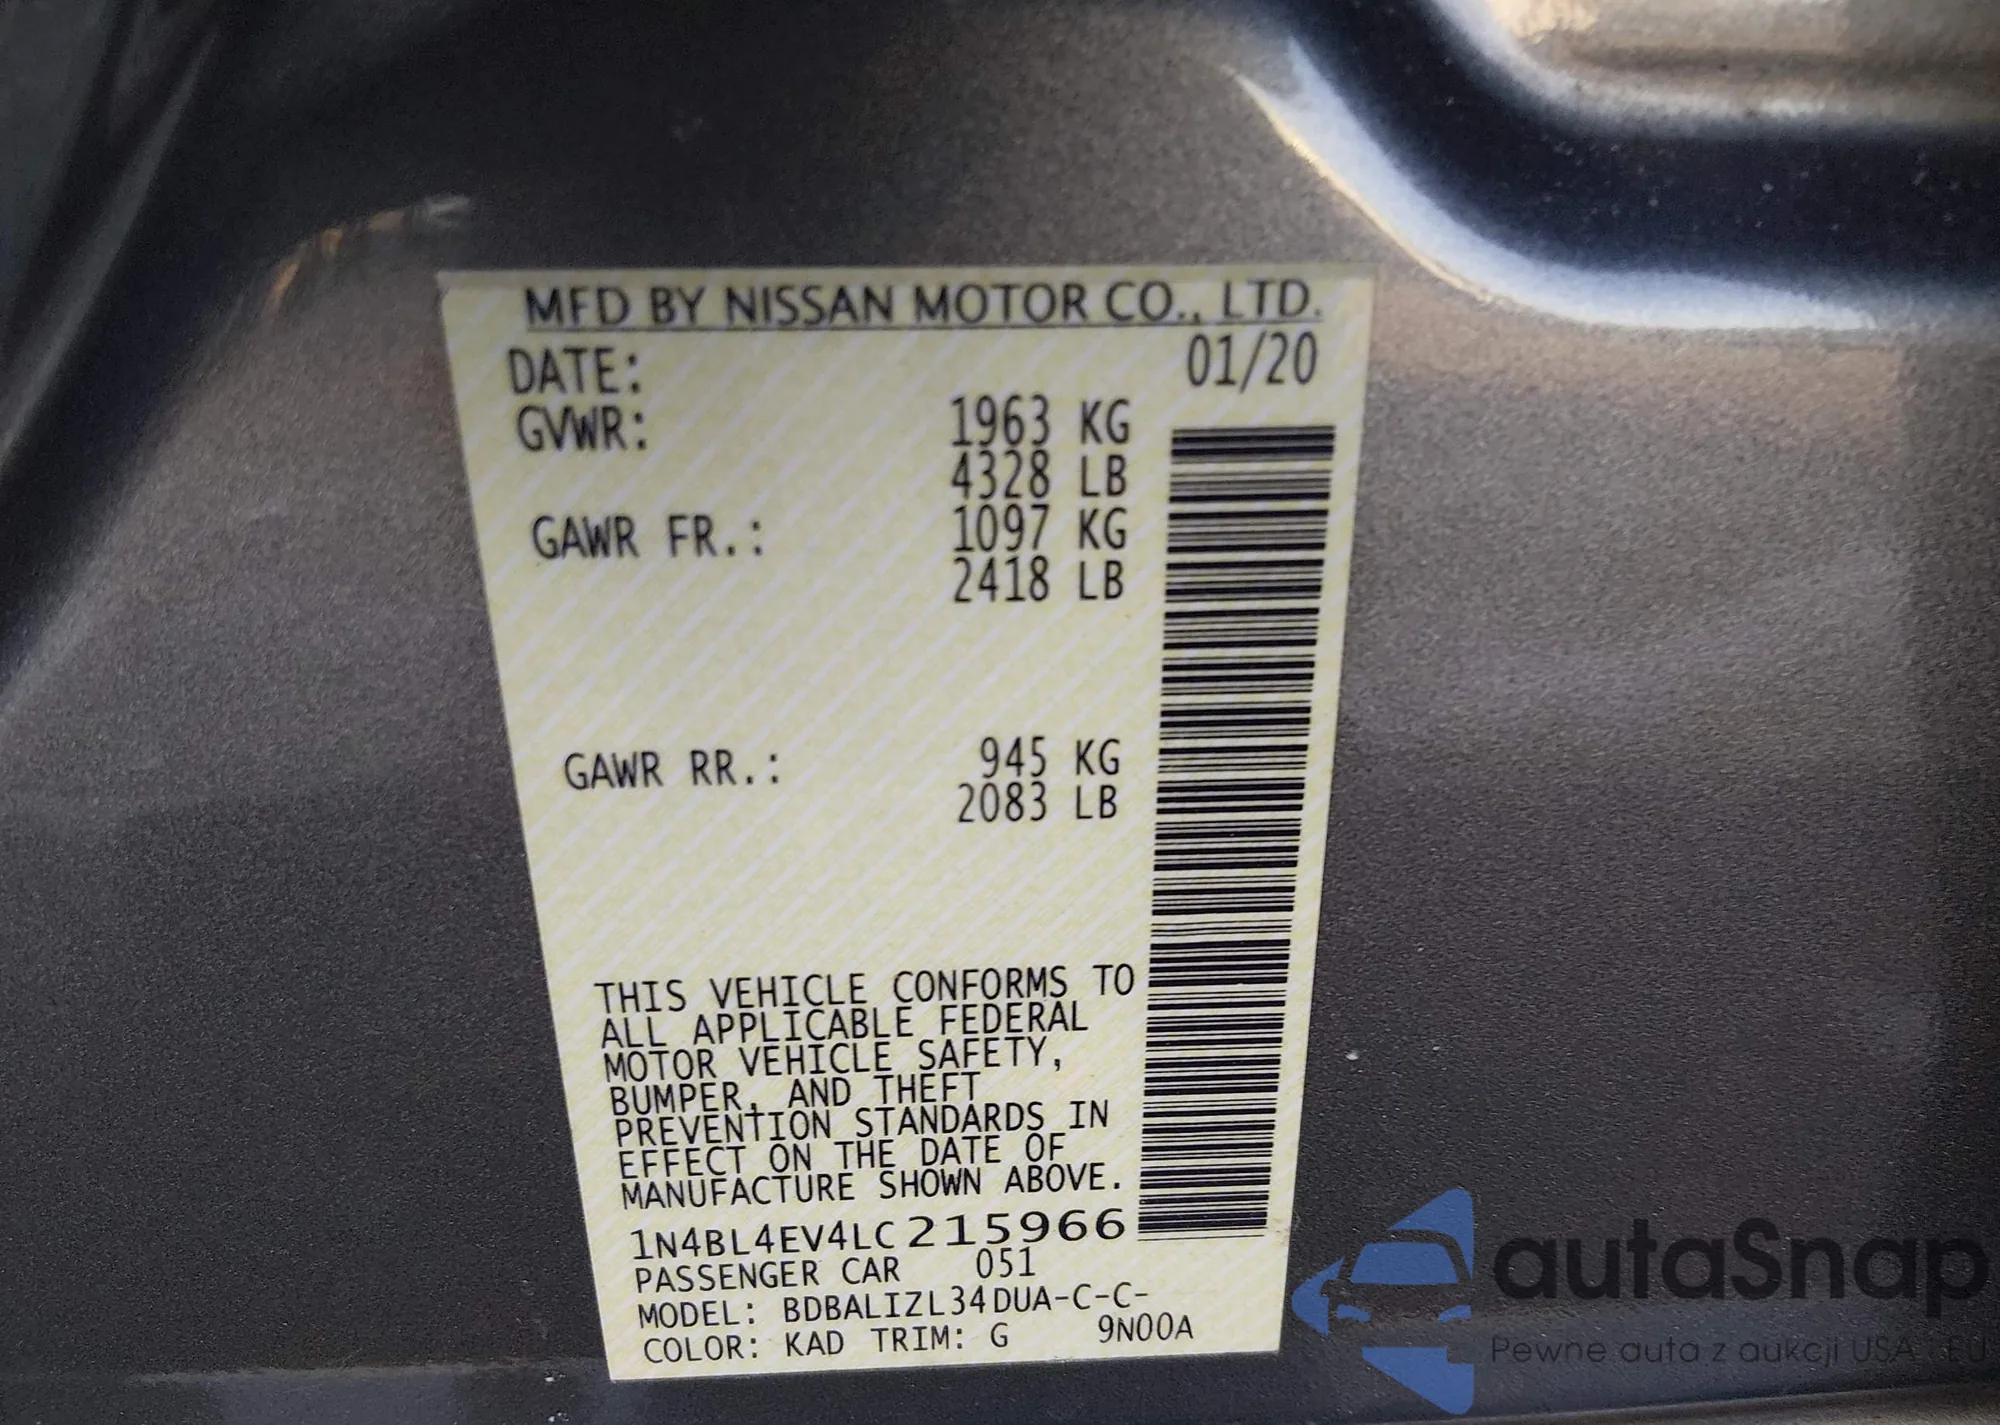 MFD BY NISSAN MOTOR CO., LTD.
DATE: 01/20
GVWR: 1963 KG
4328 LB
GAWR FR.: 1097 KG
2418 LB
GAWR RR.: 945 KG
2083 LB
THIS VEHICLE CONFORMS TO
ALL APPLICABLE FEDERAL
MOTOR VEHICLE SAFETY,
BUMPER, AND THEFT
PREVENTION STANDARDS IN
EFFECT ON THE DATE OF
MANUFACTURE SHOWN ABOVE.
1N4BL4EV4LC215966
PASSENGER CAR 051
MODEL: BDBALIZL34DUA-C-C-
COLOR: KAD TRIM: G 9N00A
autaSnap
Pewne auta z aukcji USA i EU